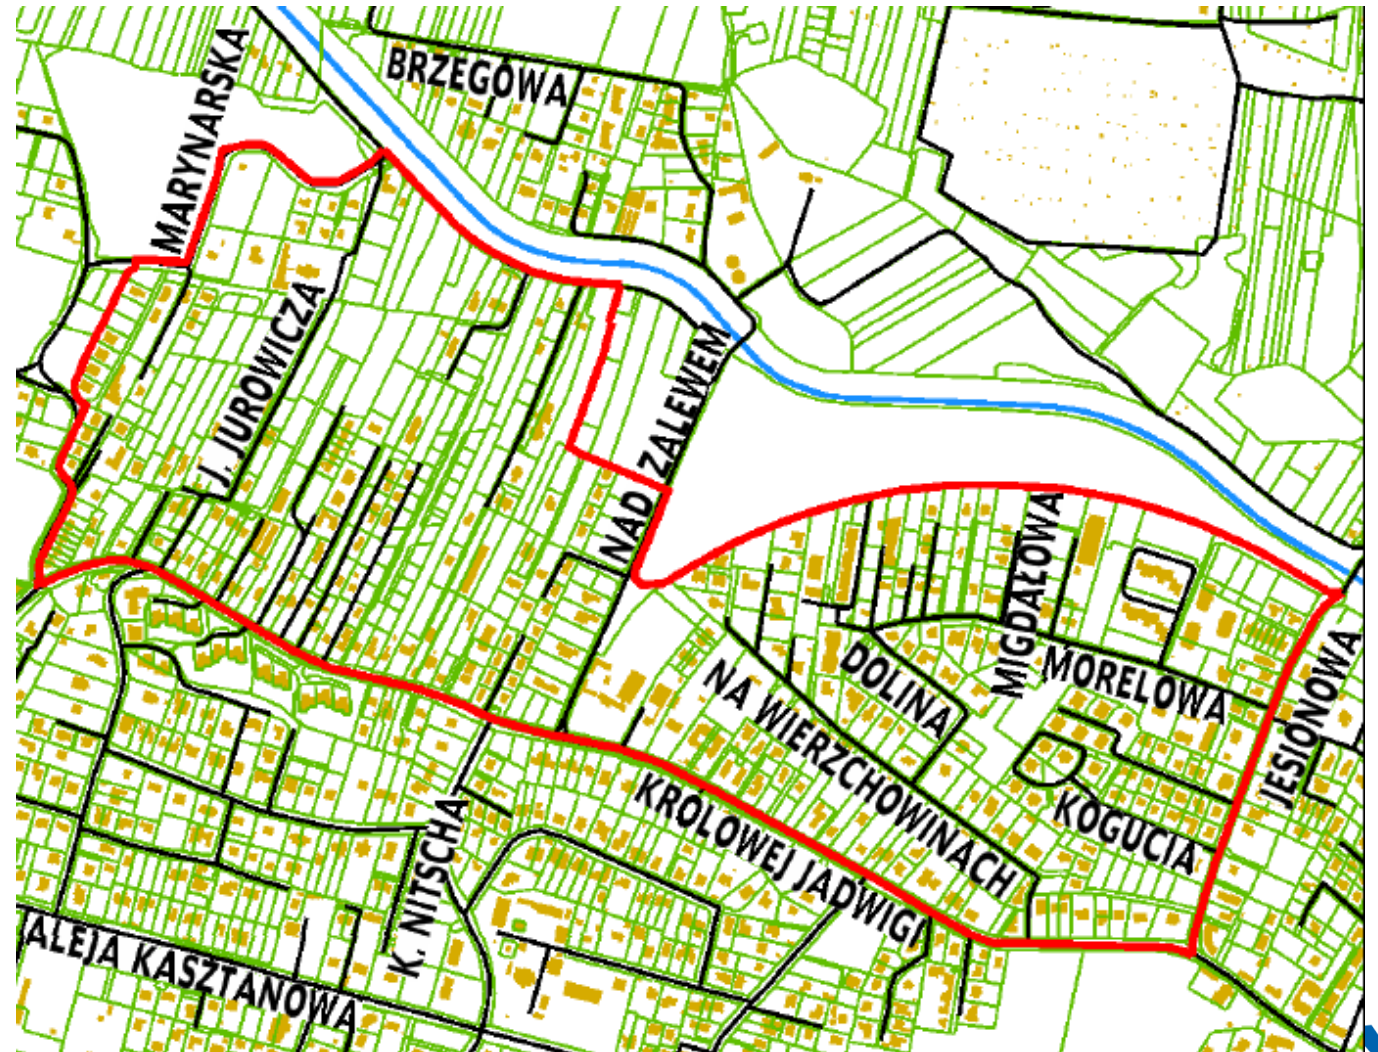 MARYNARSKA
BRZEGOWA
J. JUROWICZA
NAD ZALEWEM
MIGDAŁOWA
DOLINA
MORELOWA
NA WIERZCHOWINACH
JESIONOWA
KOGUCIA
KRÓLOWEJ JADWIGI
K. NITSCHA
ALEJA KASZTANOWA